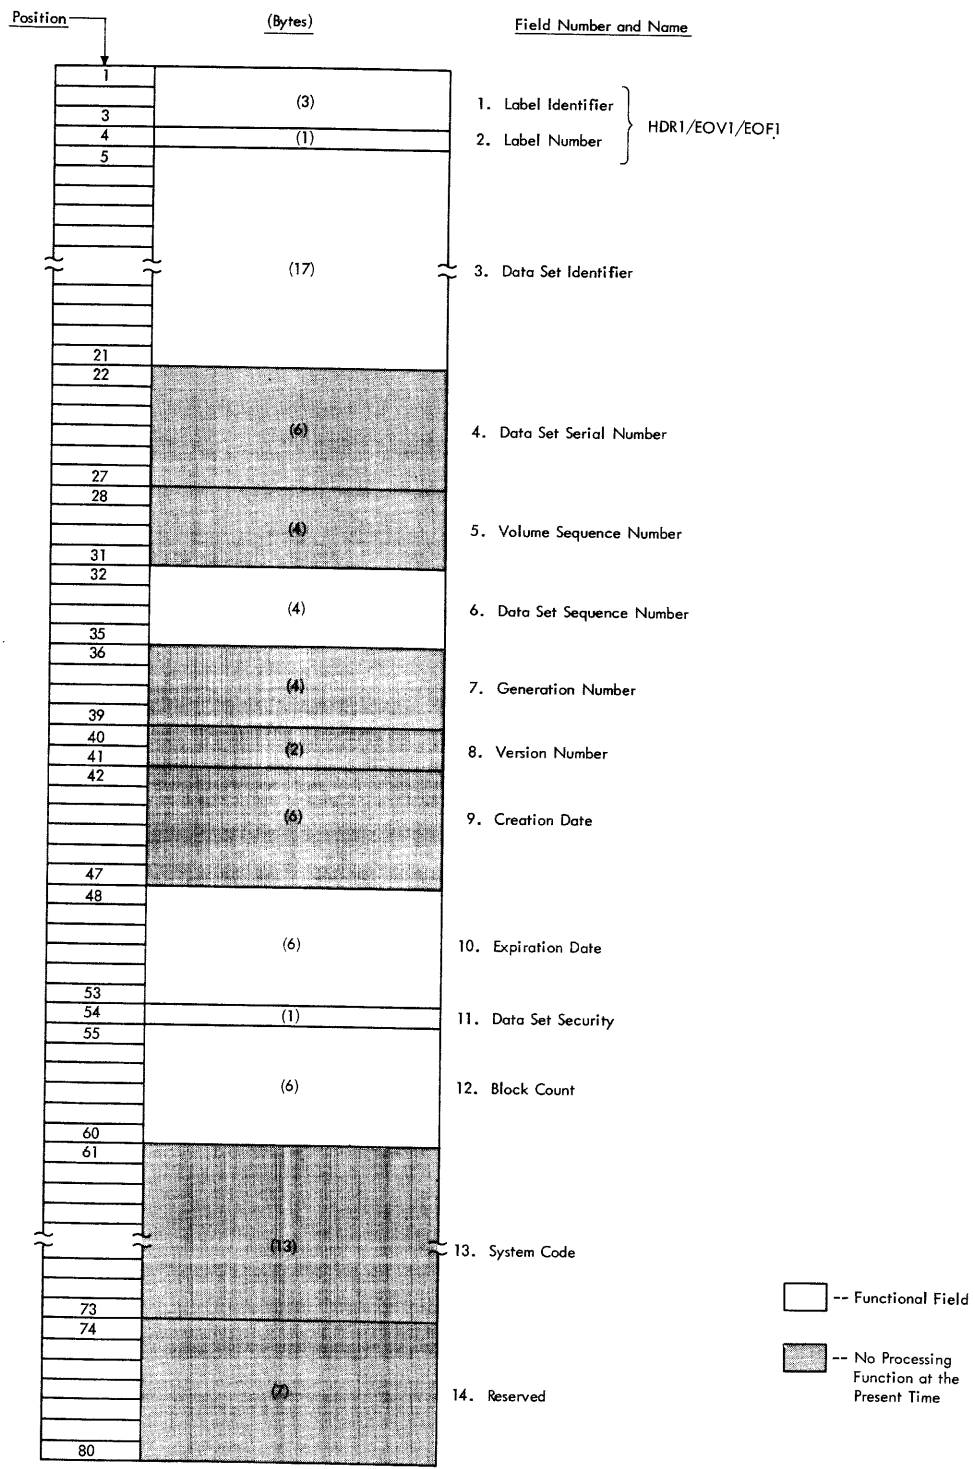 Position
(Bytes)
Field Number and Name
1
(3)
1. Label Identifier
3
HDR1/EOV1/EOF1
4
(1)
2. Label Number
5
(17)
3. Data Set Identifier
21
22
(6)
4. Data Set Serial Number
27
28
(4)
5. Volume Sequence Number
31
32
(4)
6. Data Set Sequence Number
35
36
(4)
7. Generation Number
39
40
(2)
8. Version Number
41
42
(6)
9. Creation Date
47
48
(6)
10. Expiration Date
53
54
(1)
11. Data Set Security
55
(6)
12. Block Count
60
61
(13)
13. System Code
73
74
(7)
14. Reserved
80
-- Functional Field
-- No Processing
Function at the
Present Time